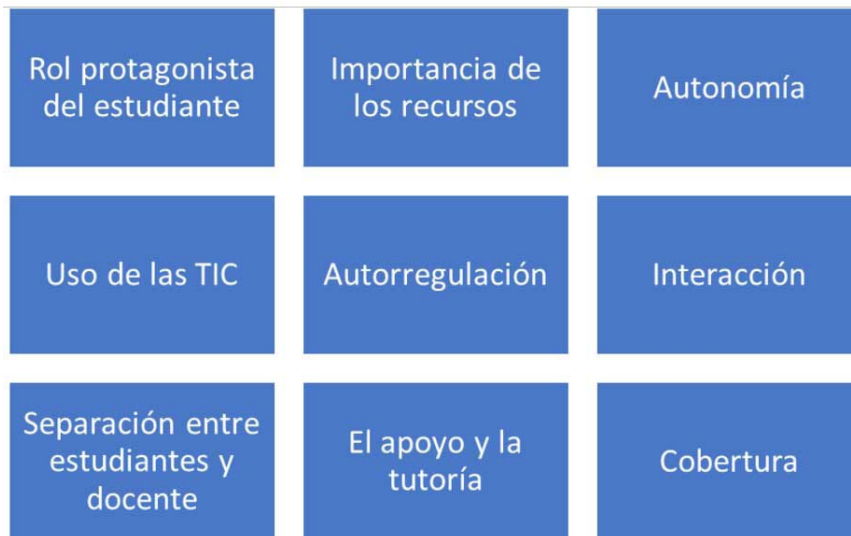 Rol protagonista
del estudiante
Importancia de
los recursos
Autonomía
Uso de las TIC
Autorregulación
Interacción
Separación entre
estudiantes y
docente
El apoyo y la
tutoría
Cobertura